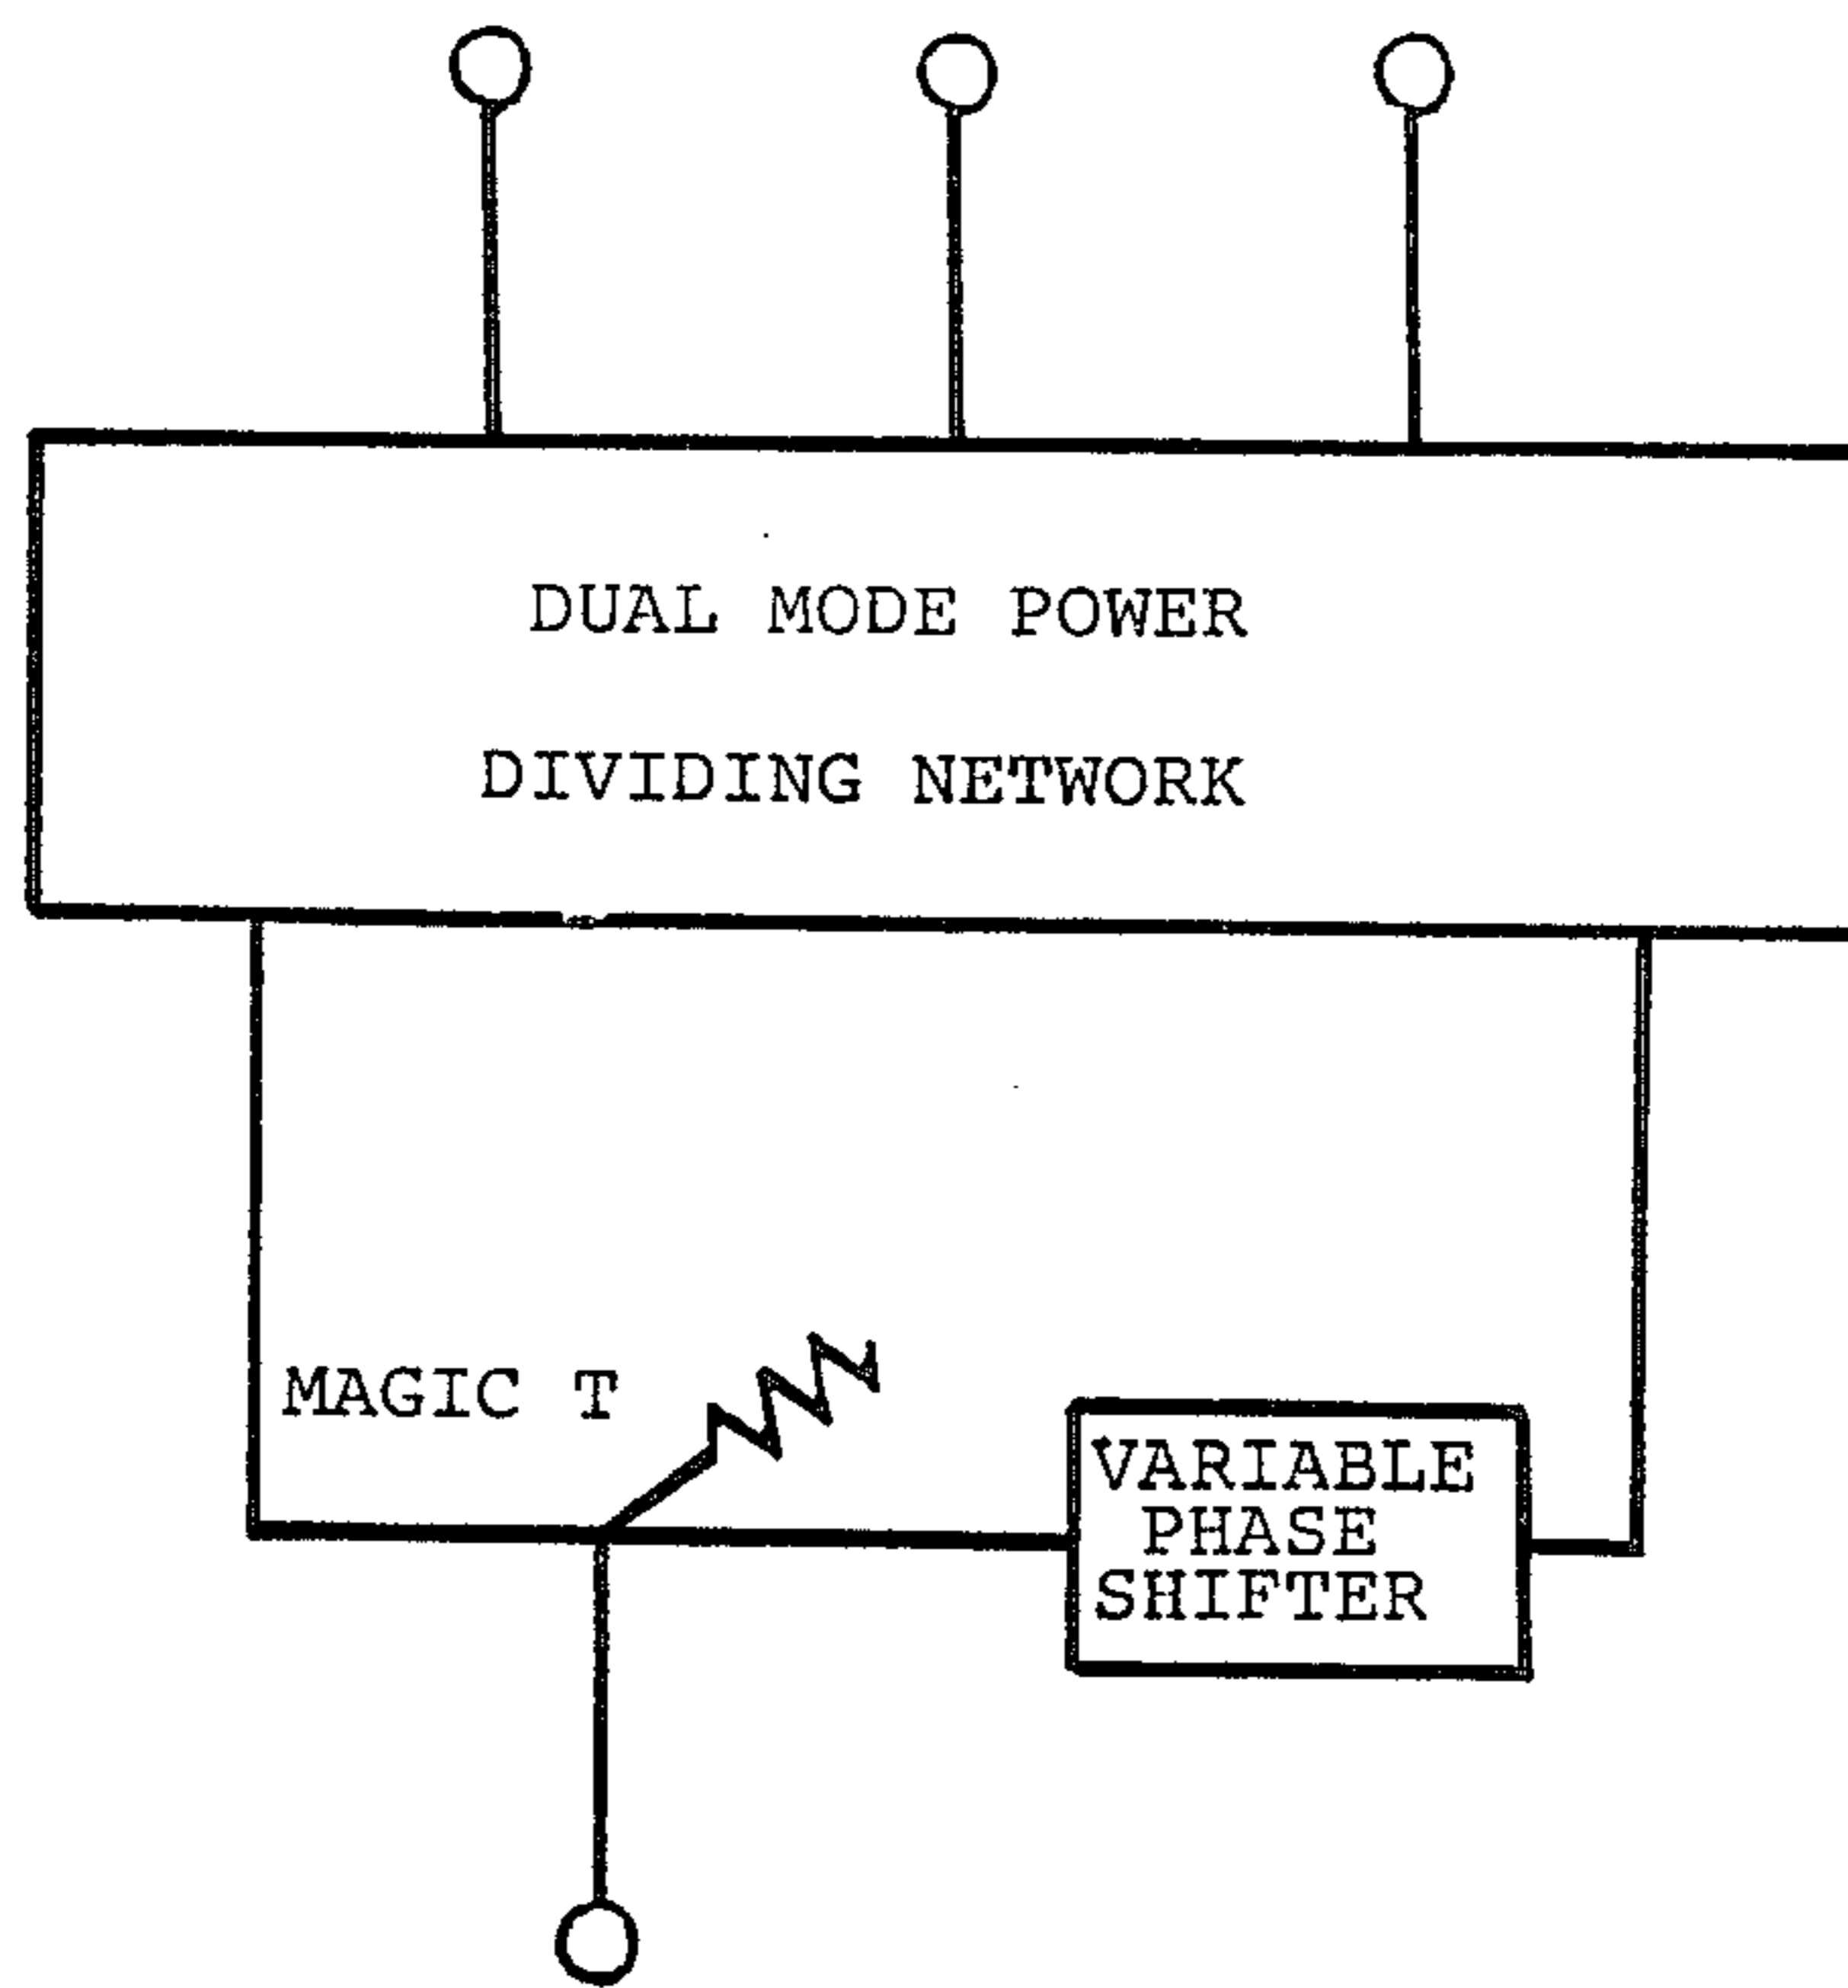 DUAL MODE POWER
DIVIDING NETWORK
MAGIC T
VARIABLE
PHASE
SHIFTER